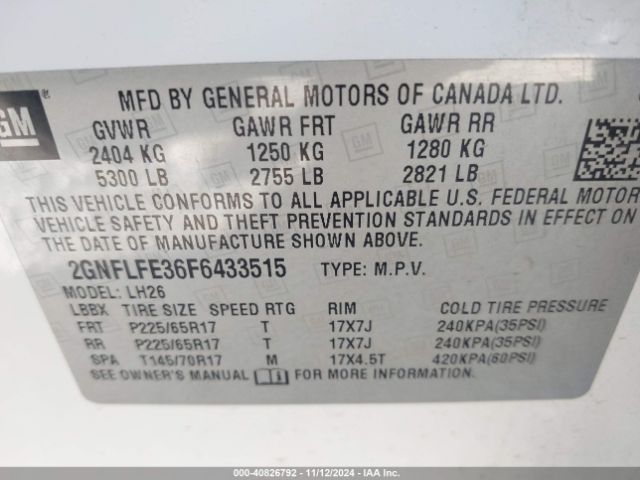 GM
MFD BY GENERAL MOTORS OF CANADA LTD.
GVWR GAWR FRT GAWR RR
2404 KG 1250 KG 1280 KG
5300 LB 2755 LB 2821 LB
THIS VEHICLE CONFORMS TO ALL APPLICABLE U.S. FEDERAL MOTOR
VEHICLE SAFETY AND THEFT PREVENTION STANDARDS IN EFFECT ON
THE DATE OF MANUFACTURE SHOWN ABOVE.
2GNFLFE36F6433515 TYPE: M.P.V.
MODEL: LH26
LBBX TIRE SIZE SPEED RTG RIM COLD TIRE PRESSURE
FRT P225/65R17 T 17X7J 240KPA(35PSI)
RR P225/65R17 T 17X7J 240KPA(35PSI)
SPA T145/70R17 M 17X4.5T 420KPA(60PSI)
SEE OWNER'S MANUAL FOR MORE INFORMATION.
000-40826792 - 11/12/2024 - IAA Inc.